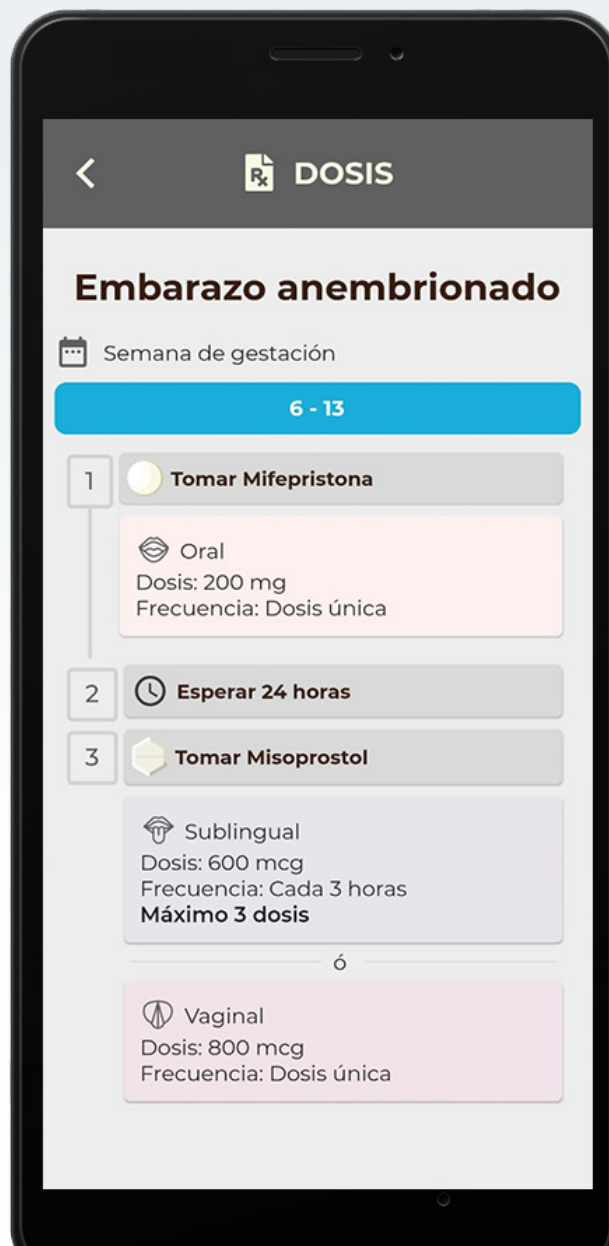 Rx DOSIS
Embarazo anembrionado
Semana de gestación
6 - 13
1 Tomar Mifepristona
Oral
Dosis: 200 mg
Frecuencia: Dosis única
2 Esperar 24 horas
3 Tomar Misoprostol
Sublingual
Dosis: 600 mcg
Frecuencia: Cada 3 horas
Máximo 3 dosis
ó
Vaginal
Dosis: 800 mcg
Frecuencia: Dosis única